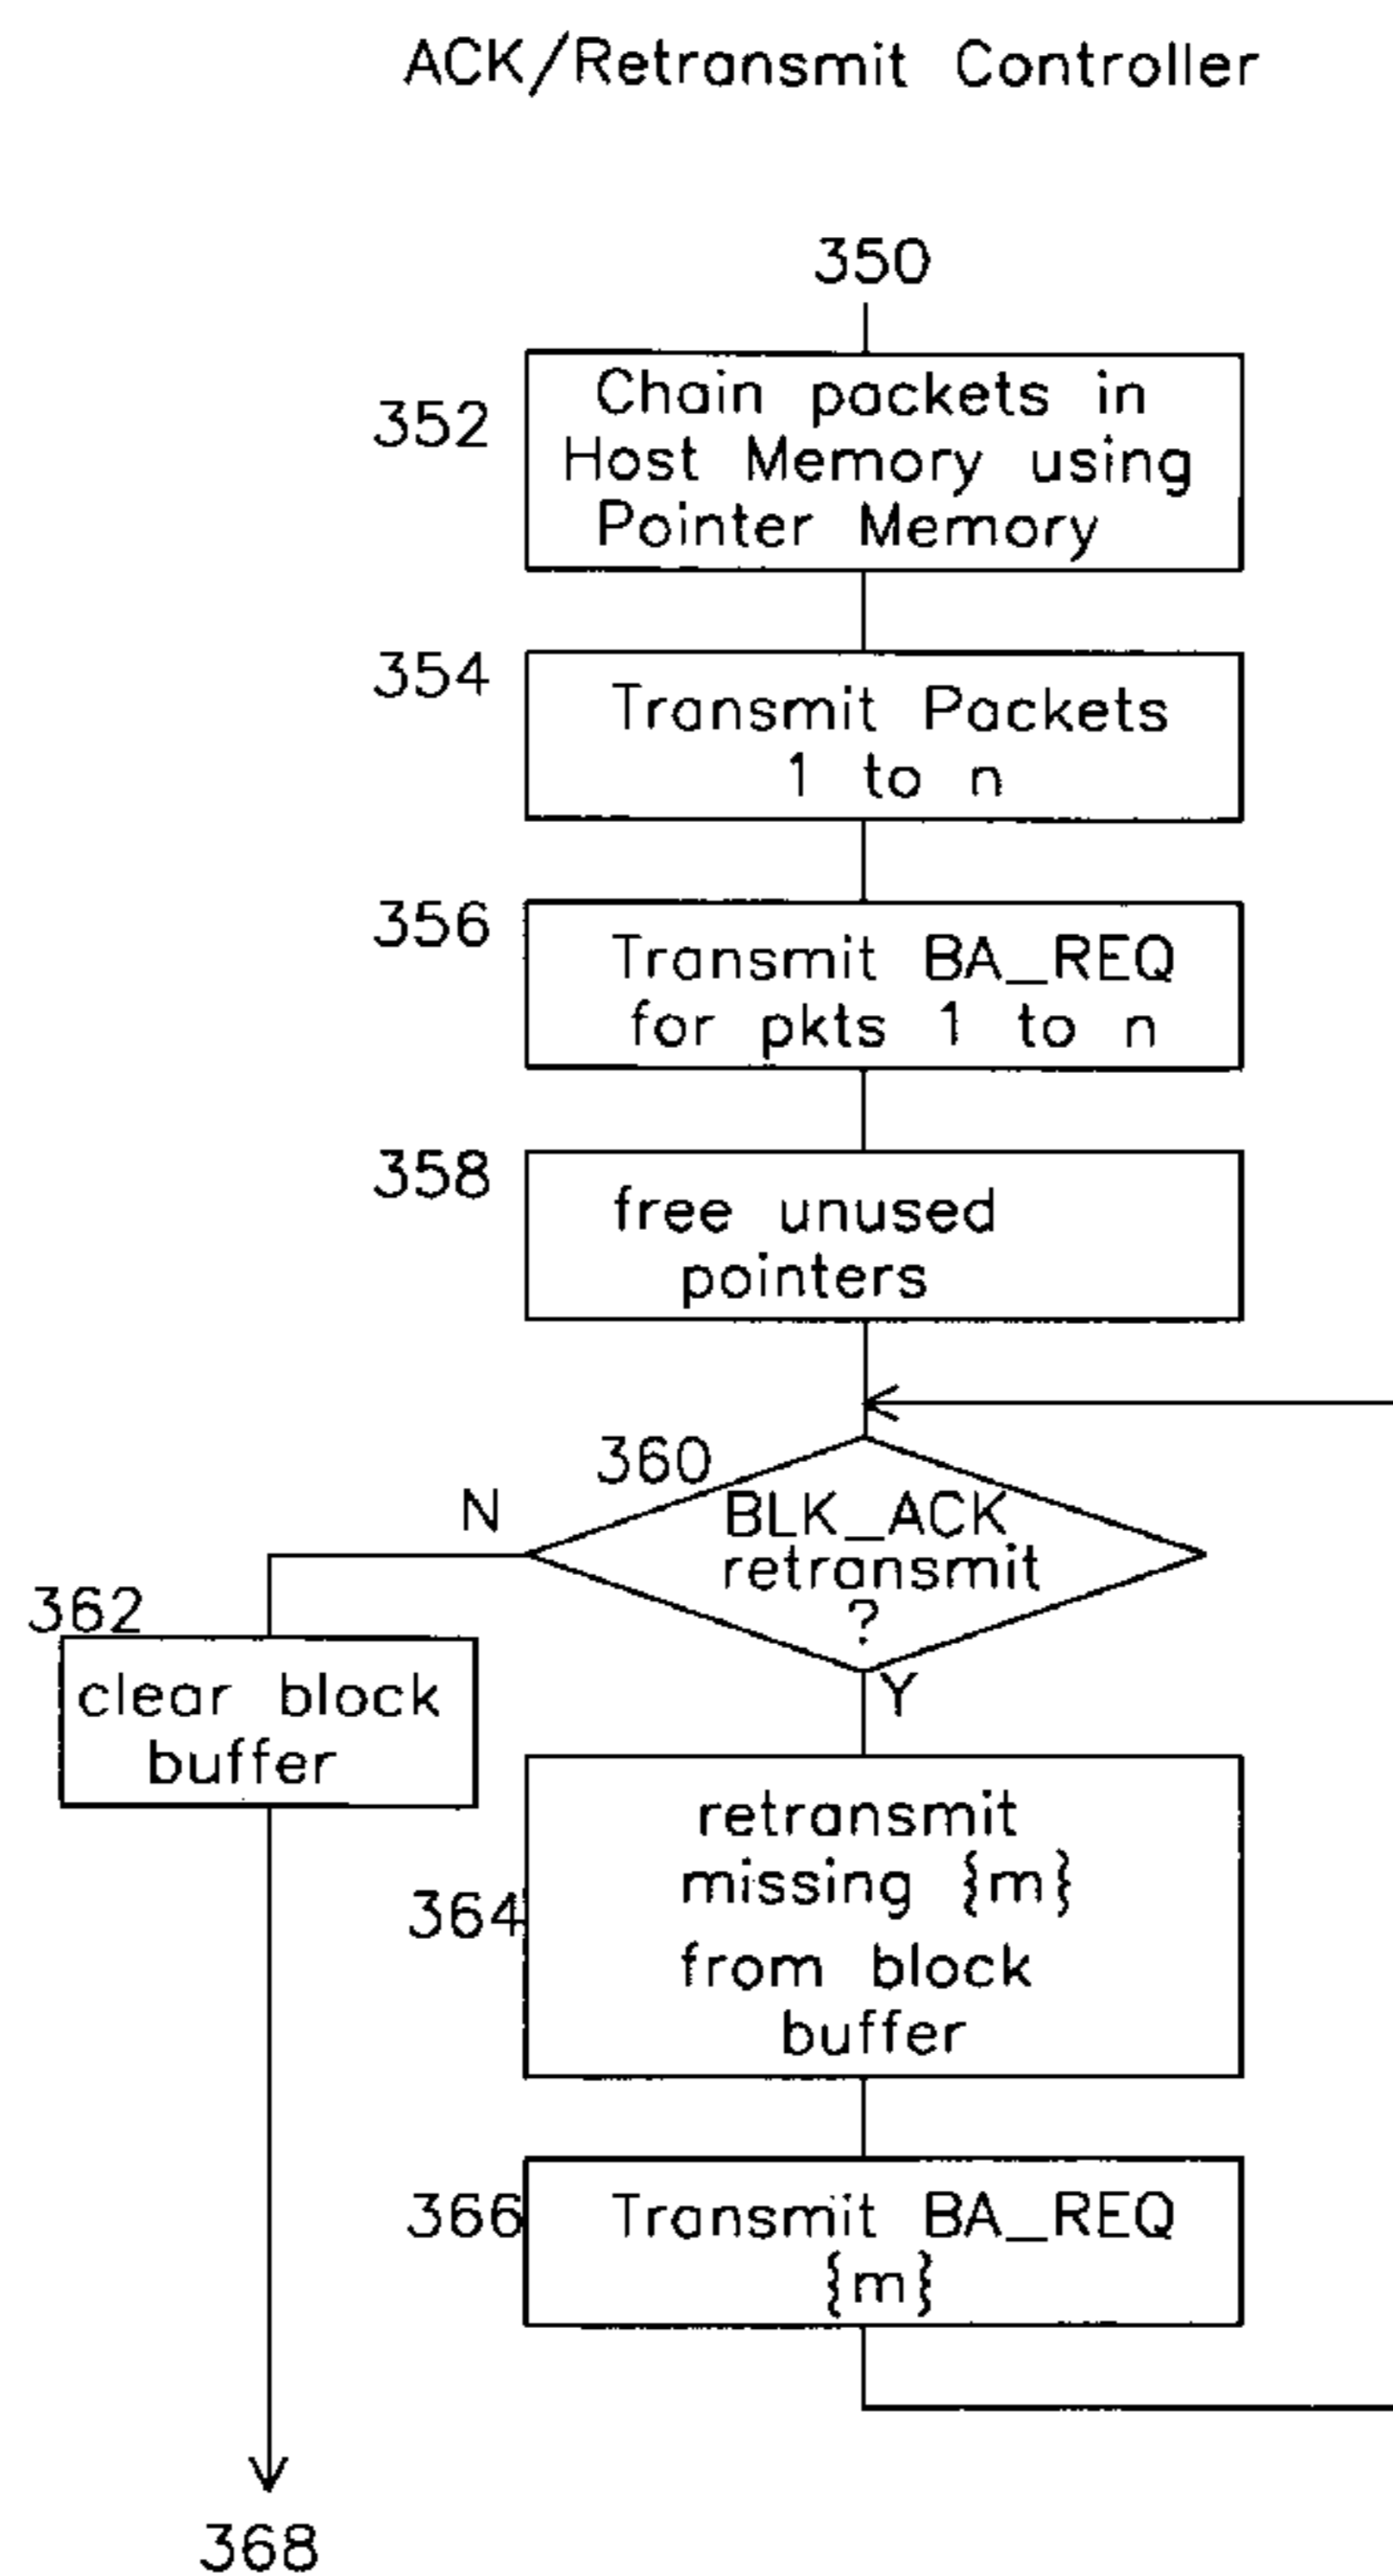 ACK/Retransmit Controller
350
352
Chain packets in
Host Memory using
Pointer Memory
354
Transmit Packets
1 to n
356
Transmit BA_REQ
for pkts 1 to n
358
free unused
pointers
360
BLK_ACK
retransmit
?
N
Y
362
clear block
buffer
364
retransmit
missing {m}
from block
buffer
366
Transmit BA_REQ
{m}
368